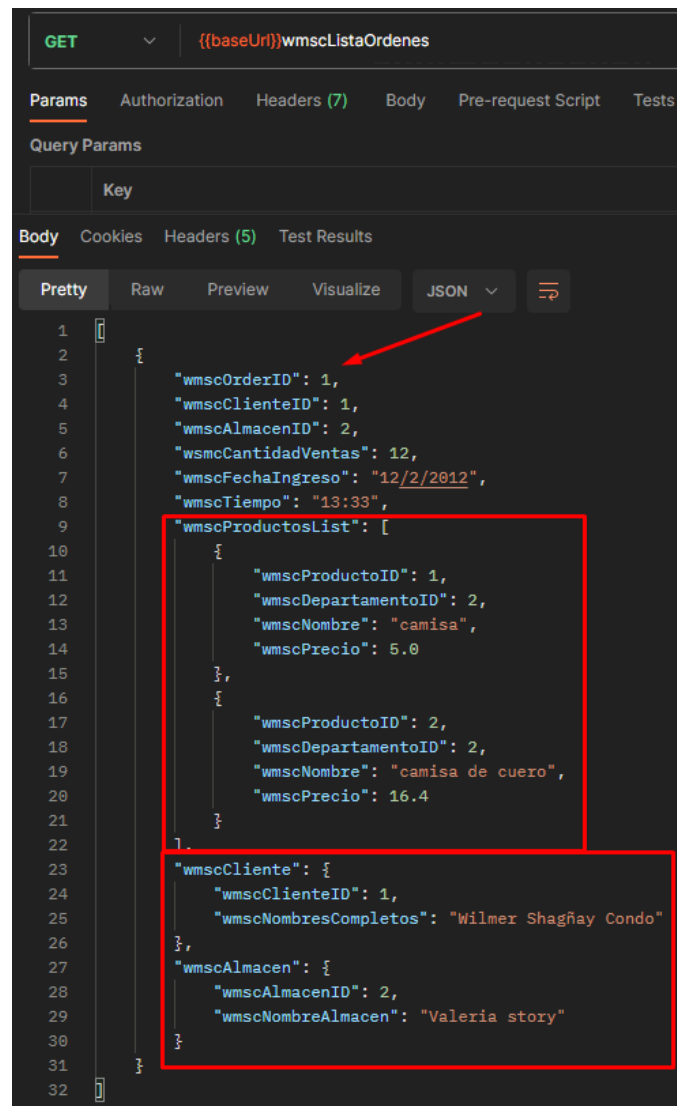 GET {{baseUrl}}wmscListaOrdenes
Params Authorization Headers (7) Body Pre-request Script Tests
Query Params
Key
Body Cookies Headers (5) Test Results
Pretty Raw Preview Visualize JSON
1 [
2 {
3 "wmscOrderID": 1,
4 "wmscClienteID": 1,
5 "wmscAlmacenID": 2,
6 "wsmcCantidadVentas": 12,
7 "wmscFechaIngreso": "12/2/2012",
8 "wmscTiempo": "13:33",
9 "wmscProductosList": [
10 {
11 "wmscProductoID": 1,
12 "wmscDepartamentoID": 2,
13 "wmscNombre": "camisa",
14 "wmscPrecio": 5.0
15 },
16 {
17 "wmscProductoID": 2,
18 "wmscDepartamentoID": 2,
19 "wmscNombre": "camisa de cuero",
20 "wmscPrecio": 16.4
21 }
22 ],
23 "wmscCliente": {
24 "wmscClienteID": 1,
25 "wmscNombresCompletos": "Wilmer Shagñay Condo"
26 },
27 "wmscAlmacen": {
28 "wmscAlmacenID": 2,
29 "wmscNombreAlmacen": "Valeria story"
30 }
31 }
32 ]